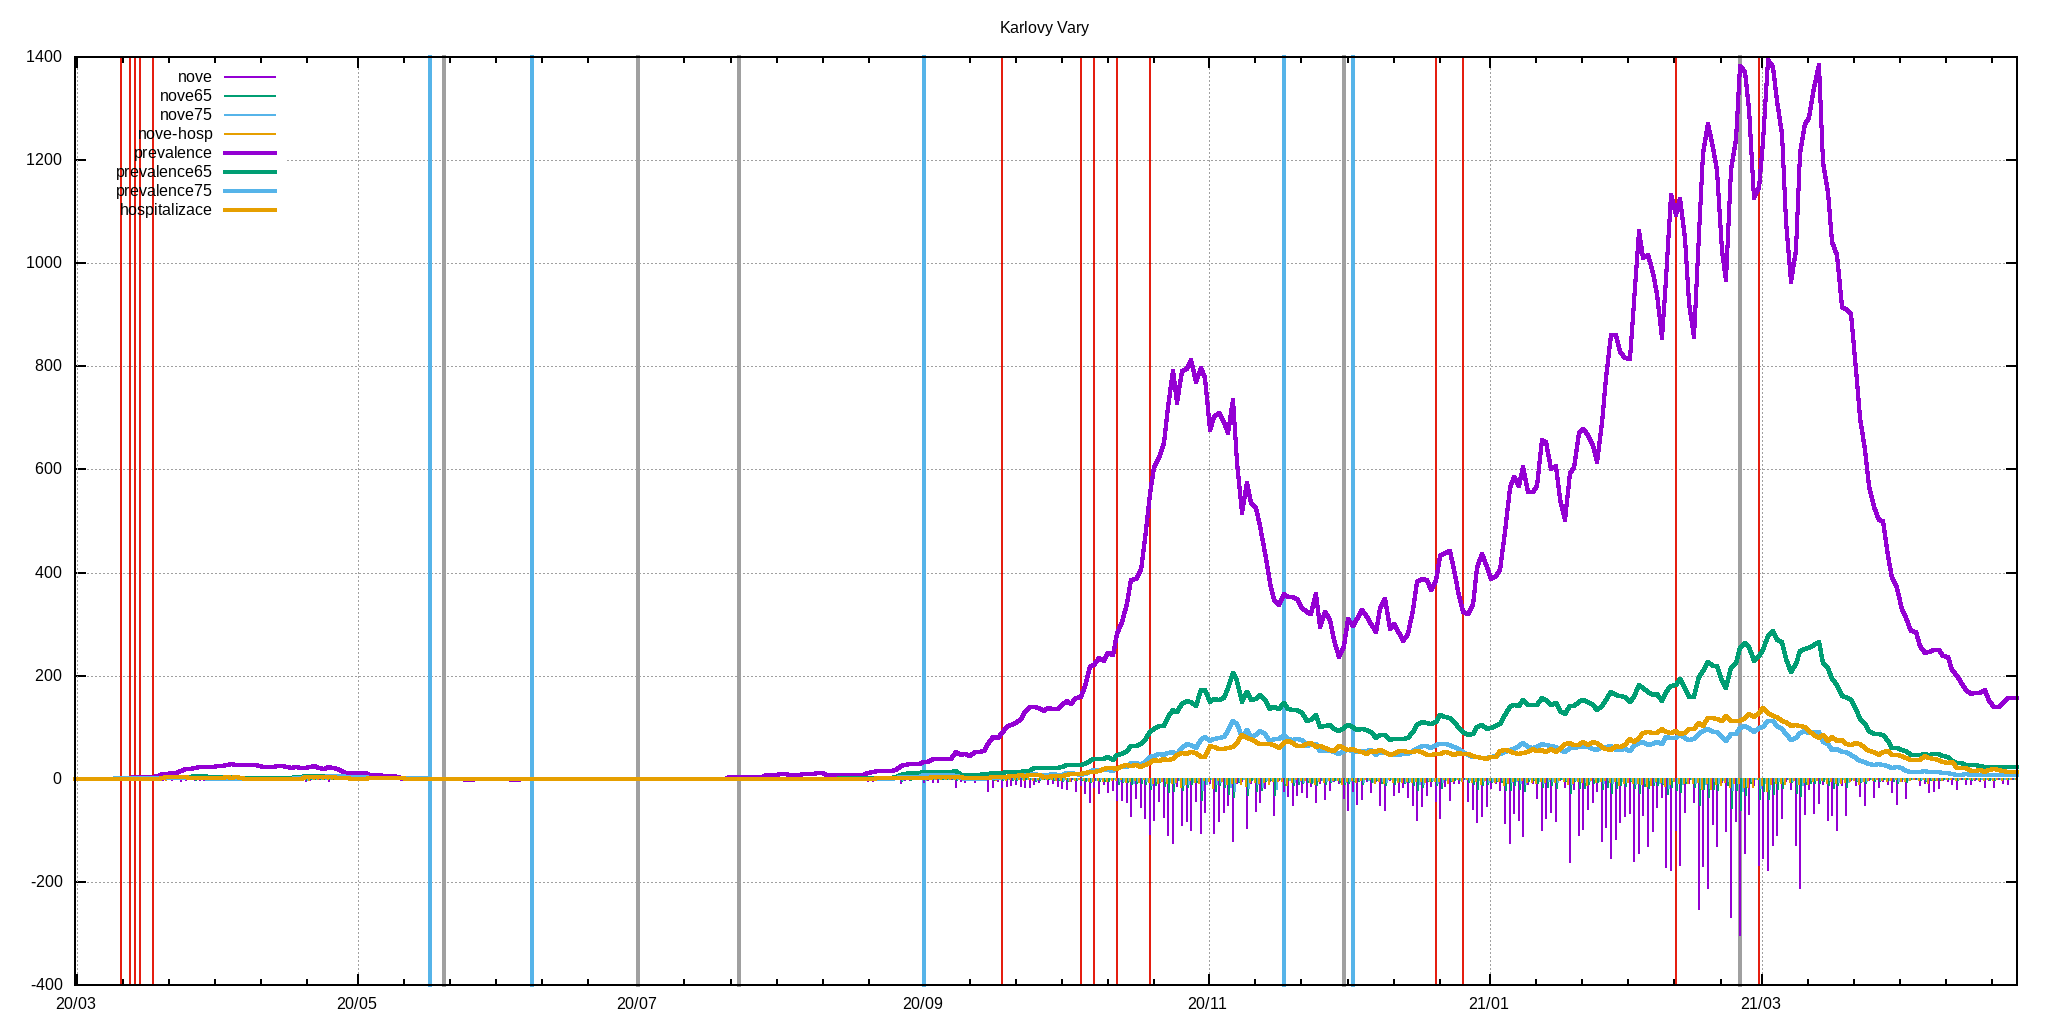 Karlovy Vary
1400
1200
1000
800
600
400
200
0
-200
-400
nove
nove65
nove75
nove-hosp
prevalence
prevalence65
prevalence75
hospitalizace
20/03 20/05 20/07 20/09 20/11 21/01 21/03